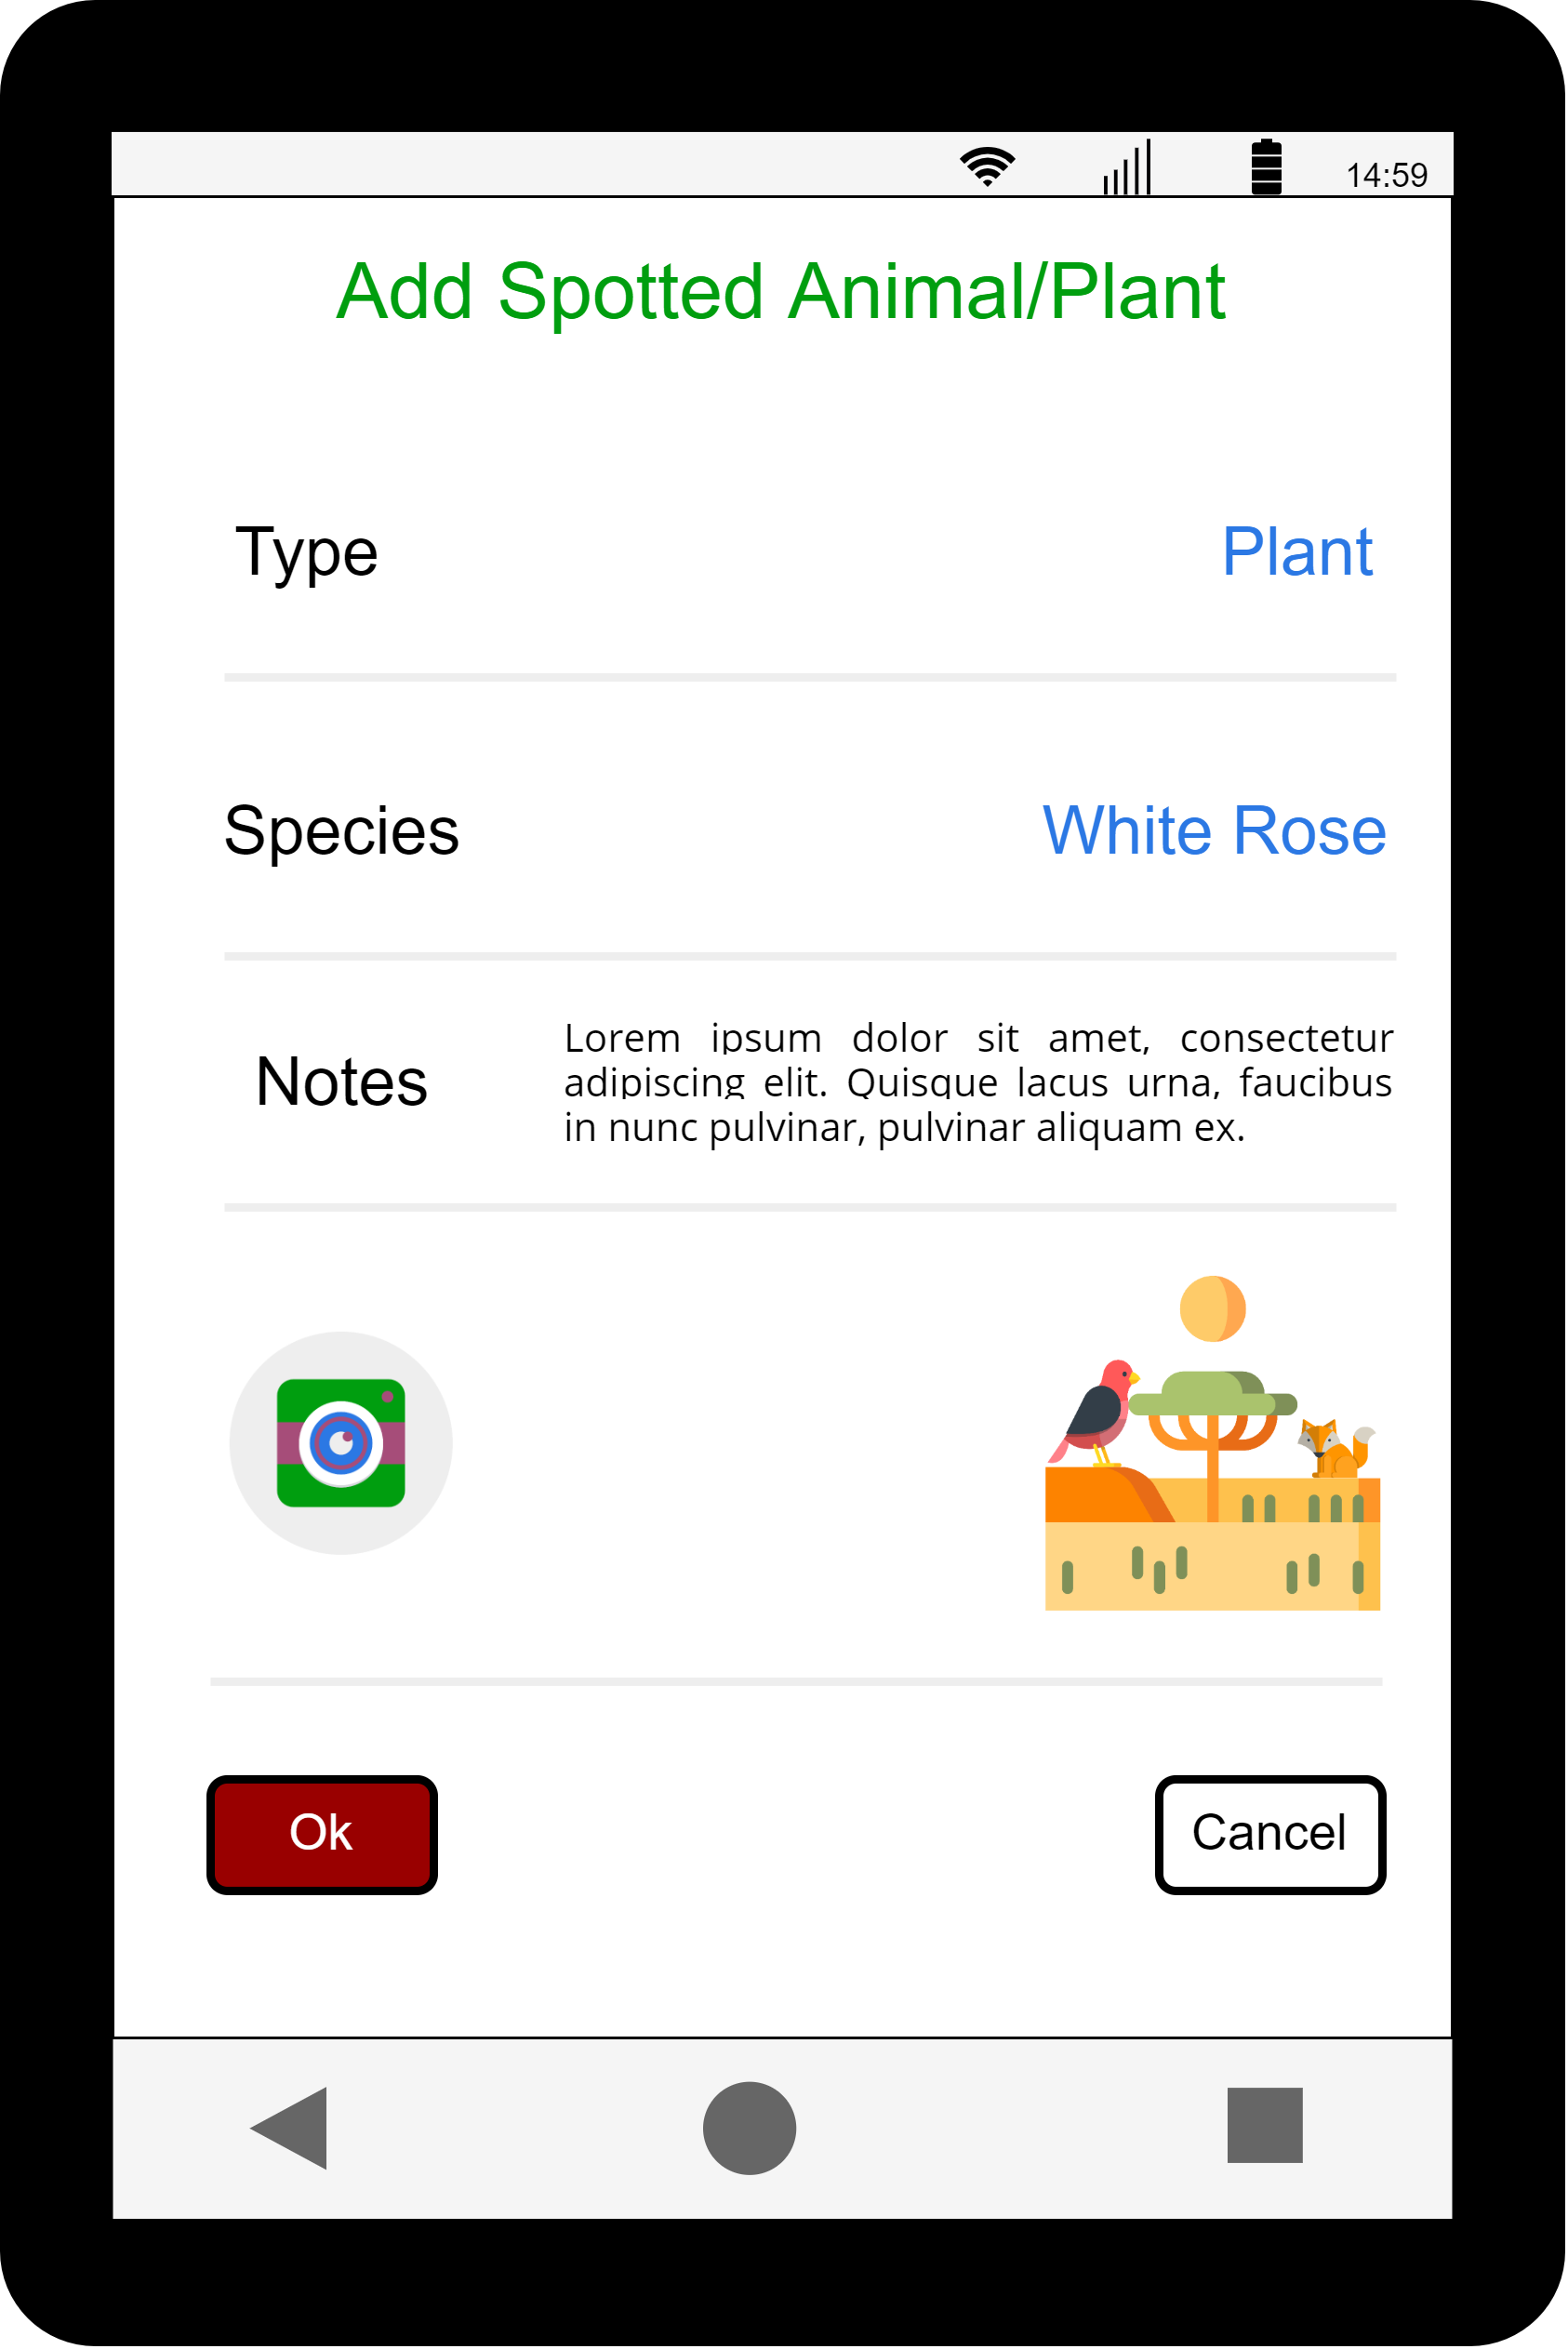 14:59
Add Spotted Animal/Plant
Type
Plant
Species
White Rose
Notes
Lorem ipsum dolor sit amet, consectetur
adipiscing elit. Quisque lacus urna, faucibus
in nunc pulvinar, pulvinar aliquam ex.
Ok
Cancel